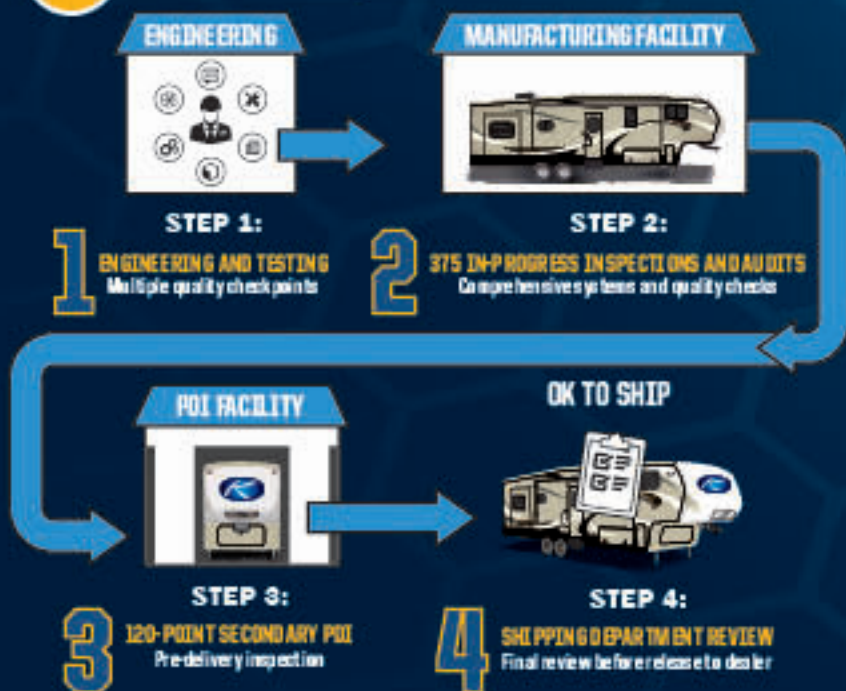 ENGINEERING
MANUFACTURING FACILITY
STEP 1:
1
ENGINEERING AND TESTING
Multiple quality checkpoints
STEP 2:
2
375 IN-PROGRESS INSPECTIONS AND AUDITS
Comprehensive systems and quality checks
PDI FACILITY
OK TO SHIP
K
STEP 3:
3
120-POINT SECONDARY PDI
Pre-delivery inspection
K
STEP 4:
4
SHIPPING DEPARTMENT REVIEW
Final review before release to dealer